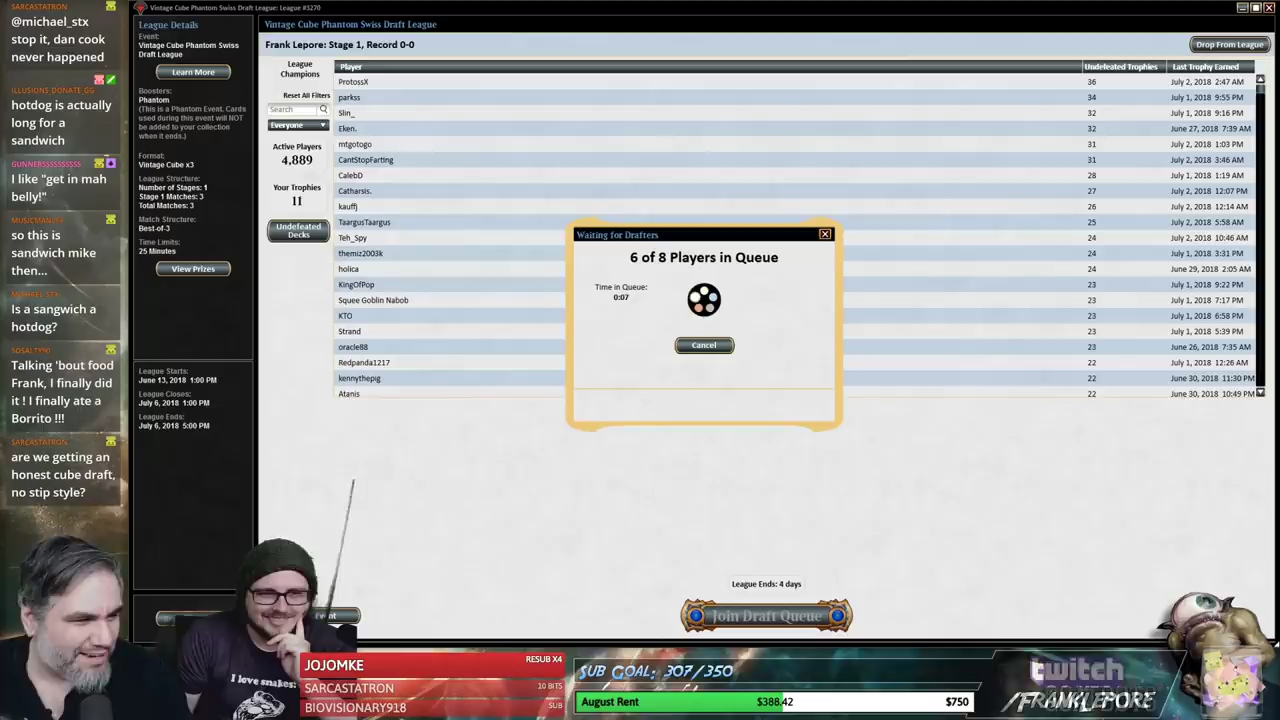 SARCASTATRON
@michael_stx
stop it, dan cook
never happened
ILLUSIONS DONATE GG
hotdog is actually
long for a
sandwich
GUNNERSSSSSSSSSS
I like "get in mah
belly!"
so this is
sandwich mike
then...
Is a sangwich a
hotdog?
Talking 'bout food
Frank, I finally did
it ! I finally ate a
Borrito !!!
SARCASTATRON
are we getting an
honest cube draft,
no stip style?
Vintage Cube Phantom Swiss Draft League: League #3270
League Details
Event:
Vintage Cube Phantom Swiss
Draft League
Learn More
Boosters:
Phantom
(This is a Phantom Event. Cards
used during this event will NOT
be added to your collection
when it ends.)
Format:
Vintage Cube x3
League Structure:
Number of Stages: 1
Stage 1 Matches: 3
Total Matches: 3
Match Structure:
Best-of-3
Time Limits:
25 Minutes
View Prizes
League Starts:
June 13, 2018 1:00 PM
League Closes:
July 6, 2018 1:00 PM
League Ends:
July 6, 2018 5:00 PM
Vintage Cube Phantom Swiss Draft League
Frank Lepore: Stage 1, Record 0-0
Drop From League
League
Champions
Reset All Filters
Search
Everyone
Active Players
4,889
Your Trophies
11
Undefeated
Decks
Player Undefeated Trophies Last Trophy Earned
ProtossX 36 July 2, 2018 2:47 AM
parkss 34 July 1, 2018 9:55 PM
Slin_ 32 July 1, 2018 9:16 PM
Eken. 32 June 27, 2018 7:39 AM
mtgotogo 31 July 2, 2018 1:03 PM
CantStopFarting 31 July 2, 2018 3:46 AM
CalebD 28 July 1, 2018 1:19 AM
Catharsis. 27 July 2, 2018 12:07 PM
kauffj 26 July 2, 2018 12:14 AM
TaargusTaargus 25 July 2, 2018 5:58 AM
Teh_Spy 24 July 2, 2018 10:46 AM
themiz2003k 24 July 1, 2018 3:31 PM
holica 24 June 29, 2018 2:05 AM
KingOfPop 23 July 1, 2018 9:22 PM
Squee Goblin Nabob 23 July 1, 2018 7:17 PM
KTO 23 July 1, 2018 6:58 PM
Strand 23 July 1, 2018 5:39 PM
oracle88 23 June 26, 2018 7:35 AM
Redpanda1217 22 July 1, 2018 12:26 AM
kennythepig 22 June 30, 2018 11:30 PM
Atanis 22 June 30, 2018 10:49 PM
Waiting for Drafters
6 of 8 Players in Queue
Time in Queue:
0:07
Cancel
League Ends: 4 days
Join Draft Queue
I love snakes
JOJOMKE RESUB X4
SARCASTATRON 10 BITS
BIOVISIONARY918 SUB
SUB GOAL: 307/350
August Rent $388.42 $750
twitch
/FRANKLEPORE